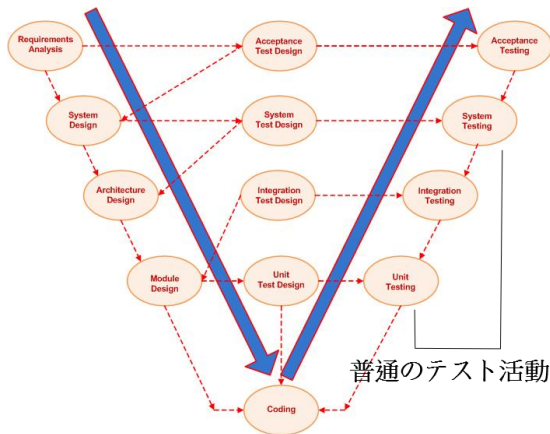 Requirements
Analysis
Acceptance
Test Design
Acceptance
Testing
System
Design
System
Test Design
System
Testing
Architecture
Design
Integration
Test Design
Integration
Testing
Module
Design
Unit
Test Design
Unit
Testing
普通のテスト活動
Coding